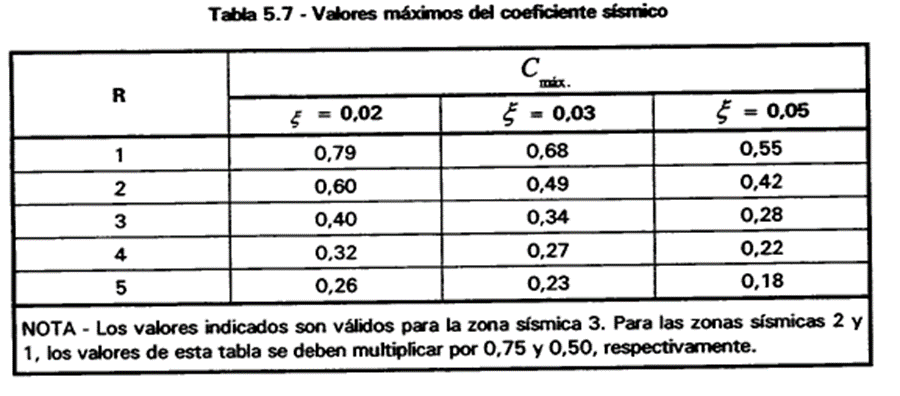 Tabla 5.7 - Valores máximos del coeficiente sísmico
R
C máx.
ξ = 0,02 ξ = 0,03 ξ = 0,05
1 0,79 0,68 0,55
2 0,60 0,49 0,42
3 0,40 0,34 0,28
4 0,32 0,27 0,22
5 0,26 0,23 0,18
NOTA - Los valores indicados son válidos para la zona sísmica 3. Para las zonas sísmicas 2 y
1, los valores de esta tabla se deben multiplicar por 0,75 y 0,50, respectivamente.